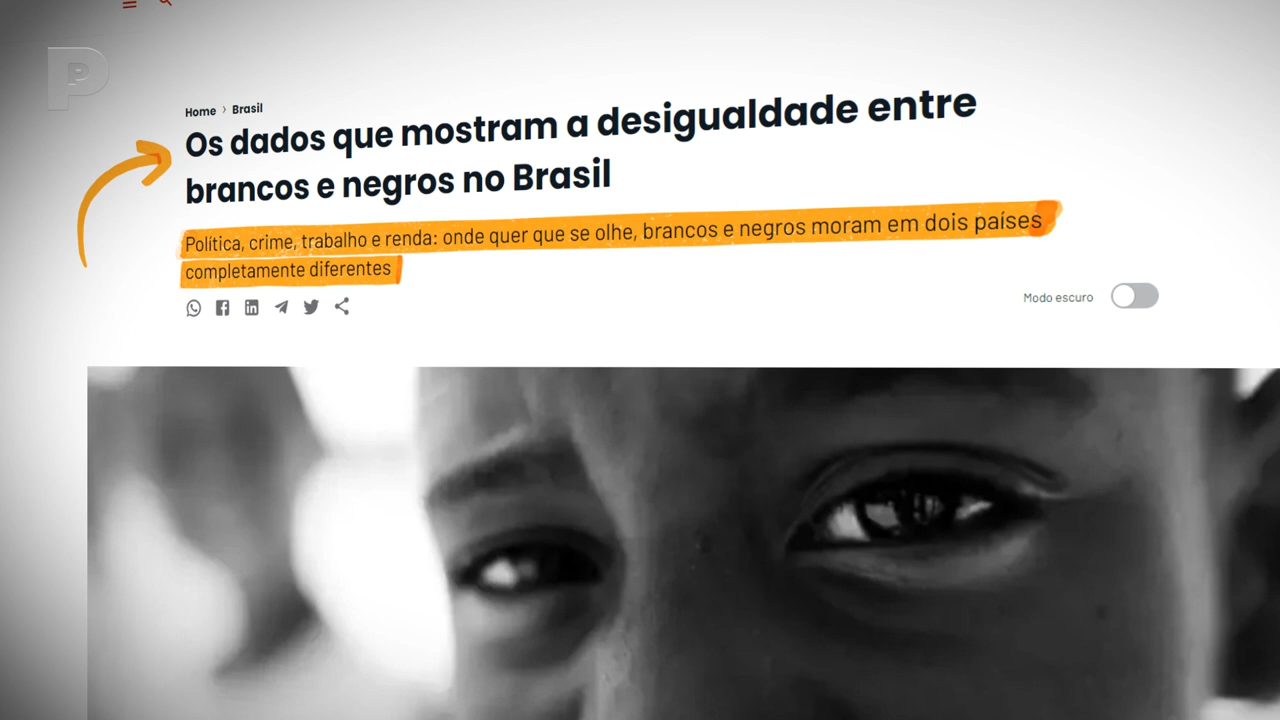 P
Home › Brasil
Os dados que mostram a desigualdade entre
brancos e negros no Brasil
Política, crime, trabalho e renda: onde quer que se olhe, brancos e negros moram em dois países
completamente diferentes
Modo escuro